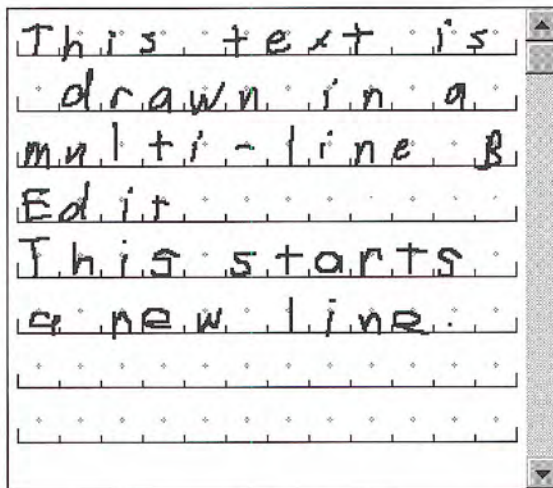 This text is
drawn in a
multi-line B
Edit
This starts
a new line.